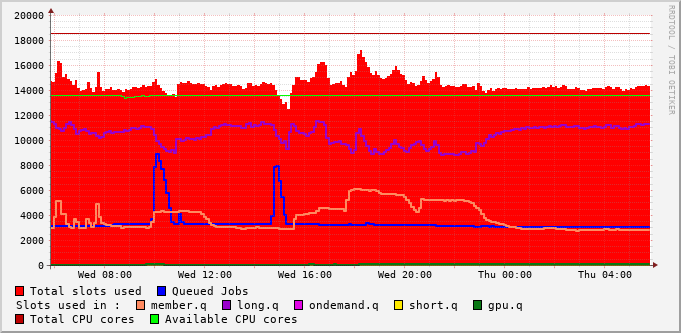 20000
18000
16000
14000
12000
10000
8000
6000
4000
2000
0
Wed 08:00 Wed 12:00 Wed 16:00 Wed 20:00 Thu 00:00 Thu 04:00
RRDTOOL / TOBI OETIKER
Total slots used Queued Jobs
Slots used in : member.q long.q ondemand.q short.q gpu.q
Total CPU cores Available CPU cores